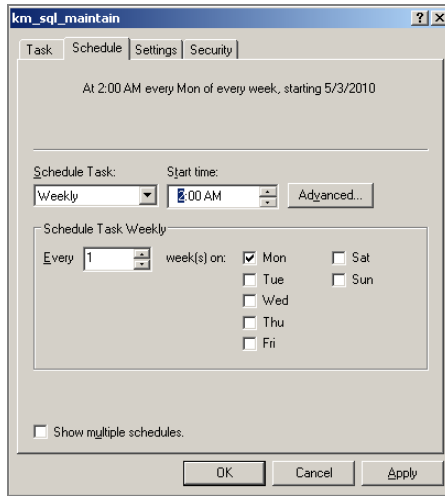 km_sql_maintain
Task Schedule Settings Security
At 2:00 AM every Mon of every week, starting 5/3/2010
Schedule Task: Start time:
Weekly 2:00 AM Advanced...
Schedule Task Weekly
Every 1 week(s) on: Mon Sat
Tue Sun
Wed
Thu
Fri
Show multiple schedules.
OK Cancel Apply